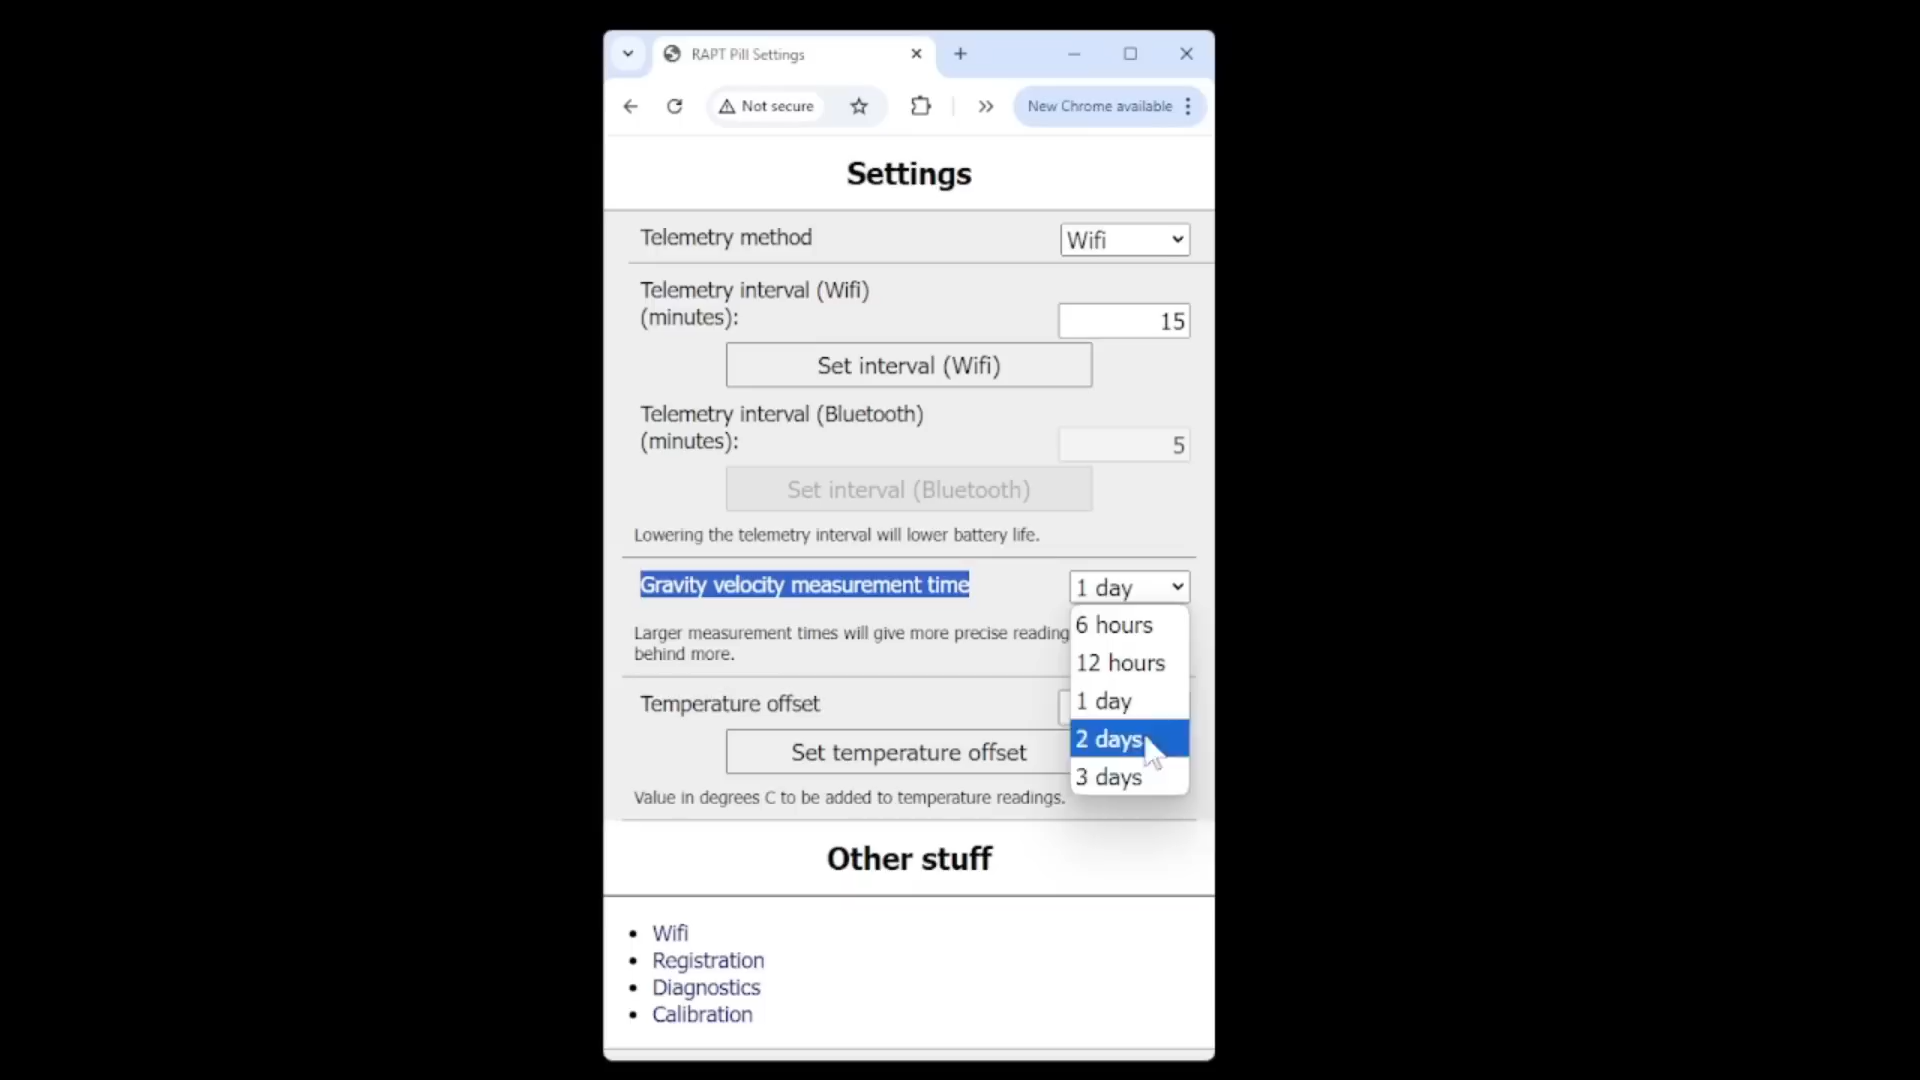 RAPT Pill Settings
Not secure
New Chrome available
Settings
Telemetry method
Wifi
Telemetry interval (Wifi)
(minutes):
15
Set interval (Wifi)
Telemetry interval (Bluetooth)
(minutes):
5
Set interval (Bluetooth)
Lowering the telemetry interval will lower battery life.
Gravity velocity measurement time
1 day
6 hours
12 hours
1 day
2 days
3 days
Larger measurement times will give more precise reading
behind more.
Temperature offset
Set temperature offset
Value in degrees C to be added to temperature readings.
Other stuff
Wifi
Registration
Diagnostics
Calibration